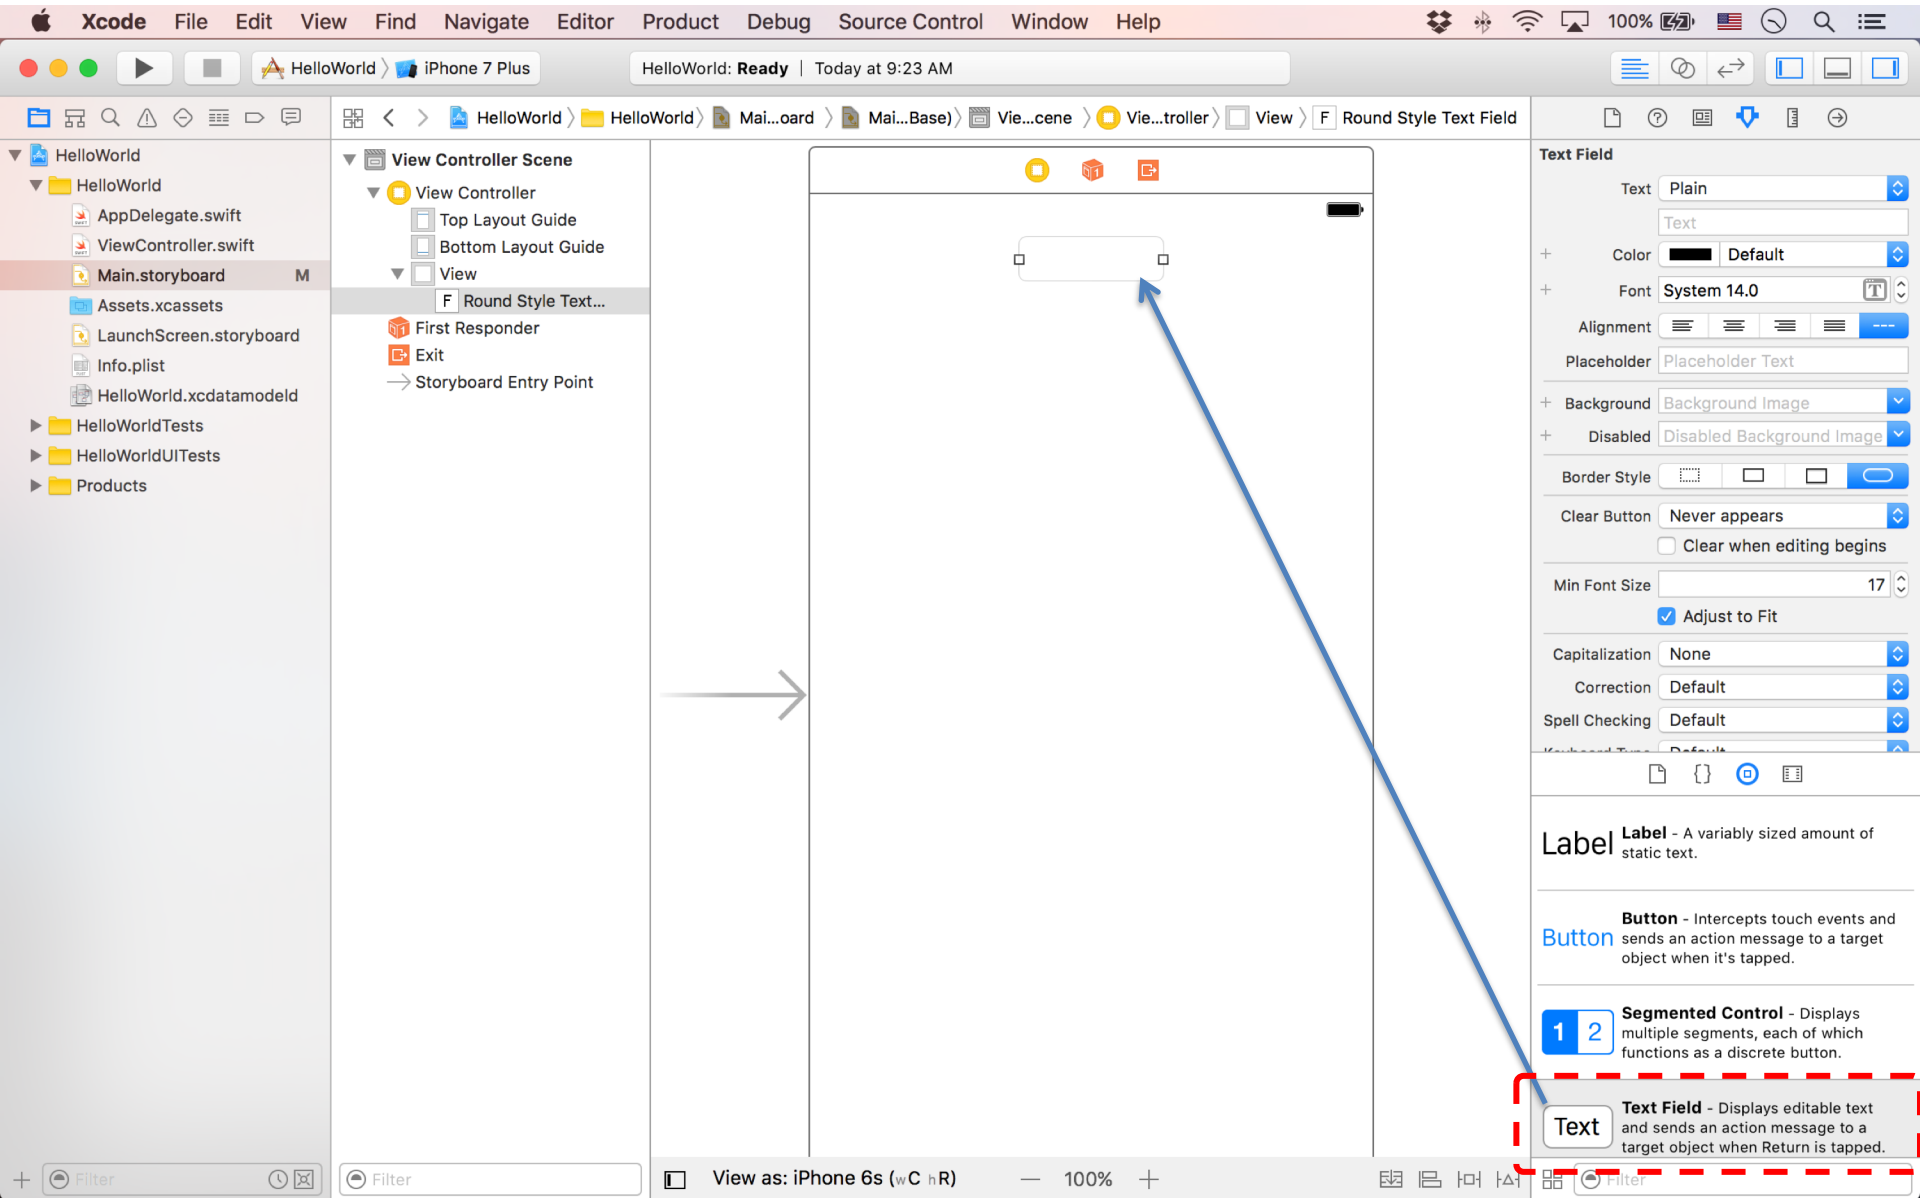 Xcode File Edit View Find Navigate Editor Product Debug Source Control Window Help 100%
HelloWorld iPhone 7 Plus HelloWorld: Ready | Today at 9:23 AM
HelloWorld HelloWorld Mai...oard Mai...Base) Vie...cene Vie...troller View F Round Style Text Field
HelloWorld
HelloWorld
AppDelegate.swift
ViewController.swift
Main.storyboard M
Assets.xcassets
LaunchScreen.storyboard
Info.plist
HelloWorld.xcdatamodeld
HelloWorldTests
HelloWorldUITests
Products
Filter
View Controller Scene
View Controller
Top Layout Guide
Bottom Layout Guide
View
F Round Style Text...
First Responder
Exit
Storyboard Entry Point
Filter
View as: iPhone 6s (wC hR) — 100% +
Text Field
Text Plain
Text
+ Color Default
+ Font System 14.0 T
Alignment
Placeholder Placeholder Text
+ Background Background Image
+ Disabled Disabled Background Image
Border Style
Clear Button Never appears
Clear when editing begins
Min Font Size 17
Adjust to Fit
Capitalization None
Correction Default
Spell Checking Default
Keyboard Type Default
{}
Label Label - A variably sized amount of
static text.
Button Button - Intercepts touch events and
sends an action message to a target
object when it's tapped.
1 2 Segmented Control - Displays
multiple segments, each of which
functions as a discrete button.
Text Text Field - Displays editable text
and sends an action message to a
target object when Return is tapped.
Filter